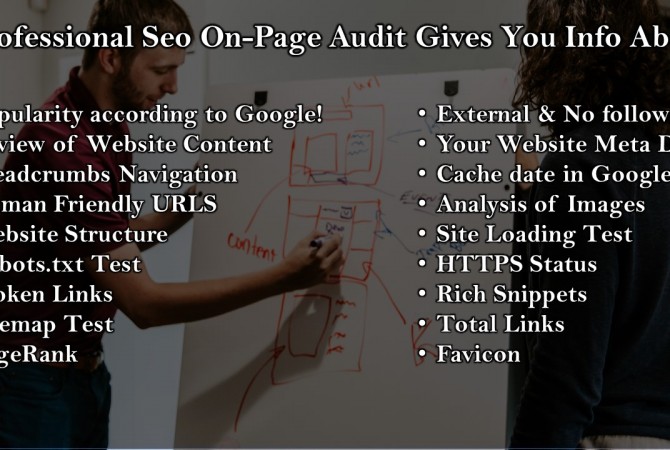 ofessional Seo On-Page Audit Gives You Info Ab
pularity according to Google!
view of Website Content
eadcrumbs Navigation
man Friendly URLS
ebsite Structure
bots.txt Test
oken Links
emap Test
geRank
• External & No follow
• Your Website Meta D
• Cache date in Google
• Analysis of Images
• Site Loading Test
• HTTPS Status
• Rich Snippets
• Total Links
• Favicon
url
content